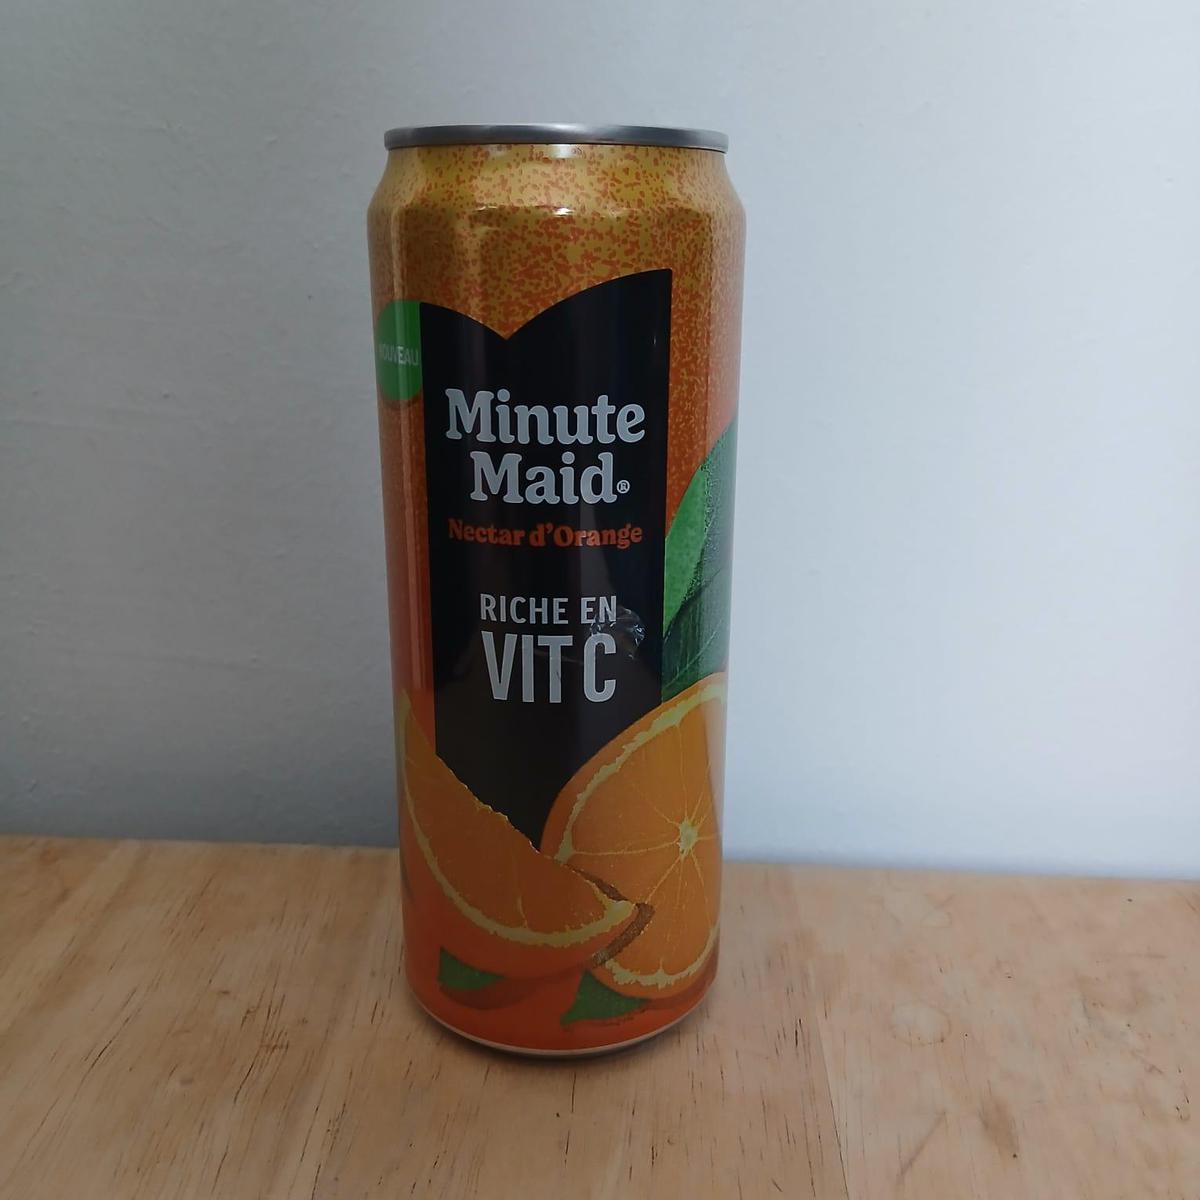 NOUVEAU
Minute
Maid®
Nectar d'Orange
RICHE EN
VIT C